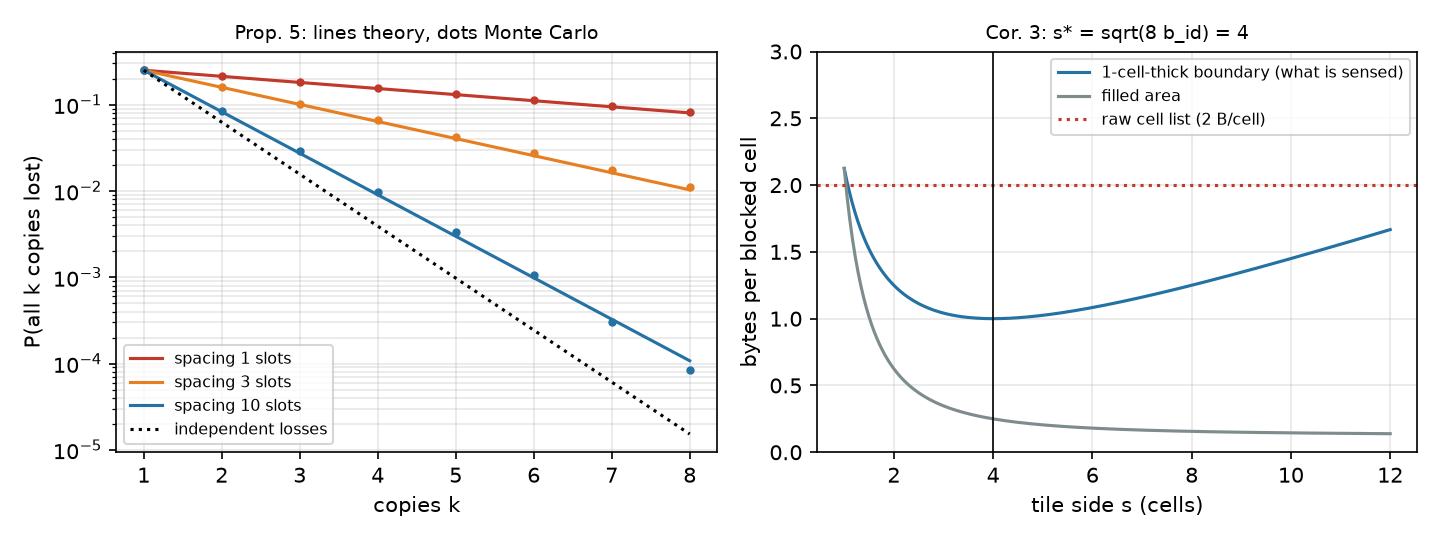 Prop. 5: lines theory, dots Monte Carlo
P(all k copies lost)
10⁻¹
10⁻²
10⁻³
10⁻⁴
10⁻⁵
spacing 1 slots
spacing 3 slots
spacing 10 slots
independent losses
1 2 3 4 5 6 7 8
copies k
Cor. 3: s* = sqrt(8 b_id) = 4
bytes per blocked cell
3.0
2.5
2.0
1.5
1.0
0.5
0.0
1-cell-thick boundary (what is sensed)
filled area
raw cell list (2 B/cell)
2 4 6 8 10 12
tile side s (cells)